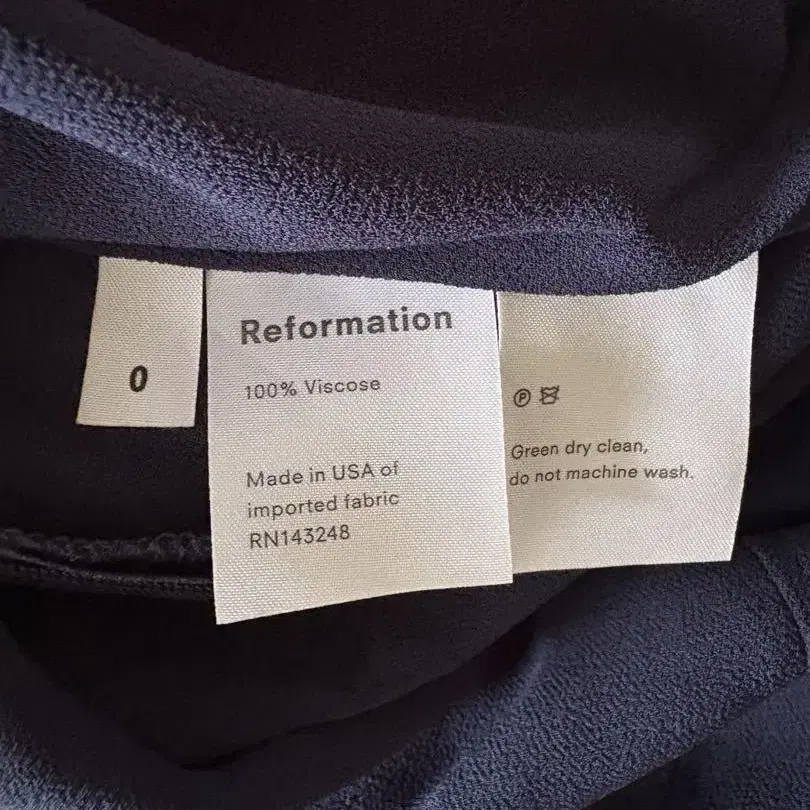 0
Reformation
100% Viscose
Made in USA of
imported fabric
RN143248
P
Green dry clean,
do not machine wash.